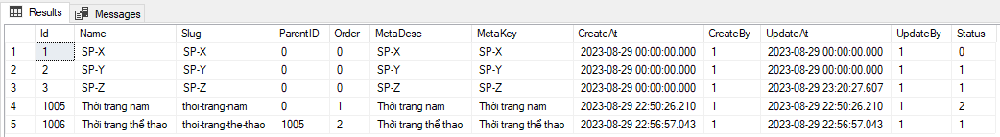 Results Messages
Id Name Slug ParentID Order MetaDesc MetaKey CreateAt CreateBy UpdateAt UpdateBy Status
1 1 SP-X SP-X 0 0 SP-X SP-X 2023-08-29 00:00:00.000 1 2023-08-29 00:00:00.000 1 0
2 2 SP-Y SP-Y 0 0 SP-Y SP-Y 2023-08-29 00:00:00.000 1 2023-08-29 00:00:00.000 1 1
3 3 SP-Z SP-Z 0 0 SP-Z SP-Z 2023-08-29 00:00:00.000 1 2023-08-29 23:20:27.607 1 1
4 1005 Thời trang nam thoi-trang-nam 0 1 Thời trang nam Thời trang nam 2023-08-29 22:50:26.210 1 2023-08-29 22:50:26.210 1 2
5 1006 Thời trang thể thao thoi-trang-the-thao 1005 2 Thời trang thể thao Thời trang thể thao 2023-08-29 22:56:57.043 1 2023-08-29 22:56:57.043 1 1